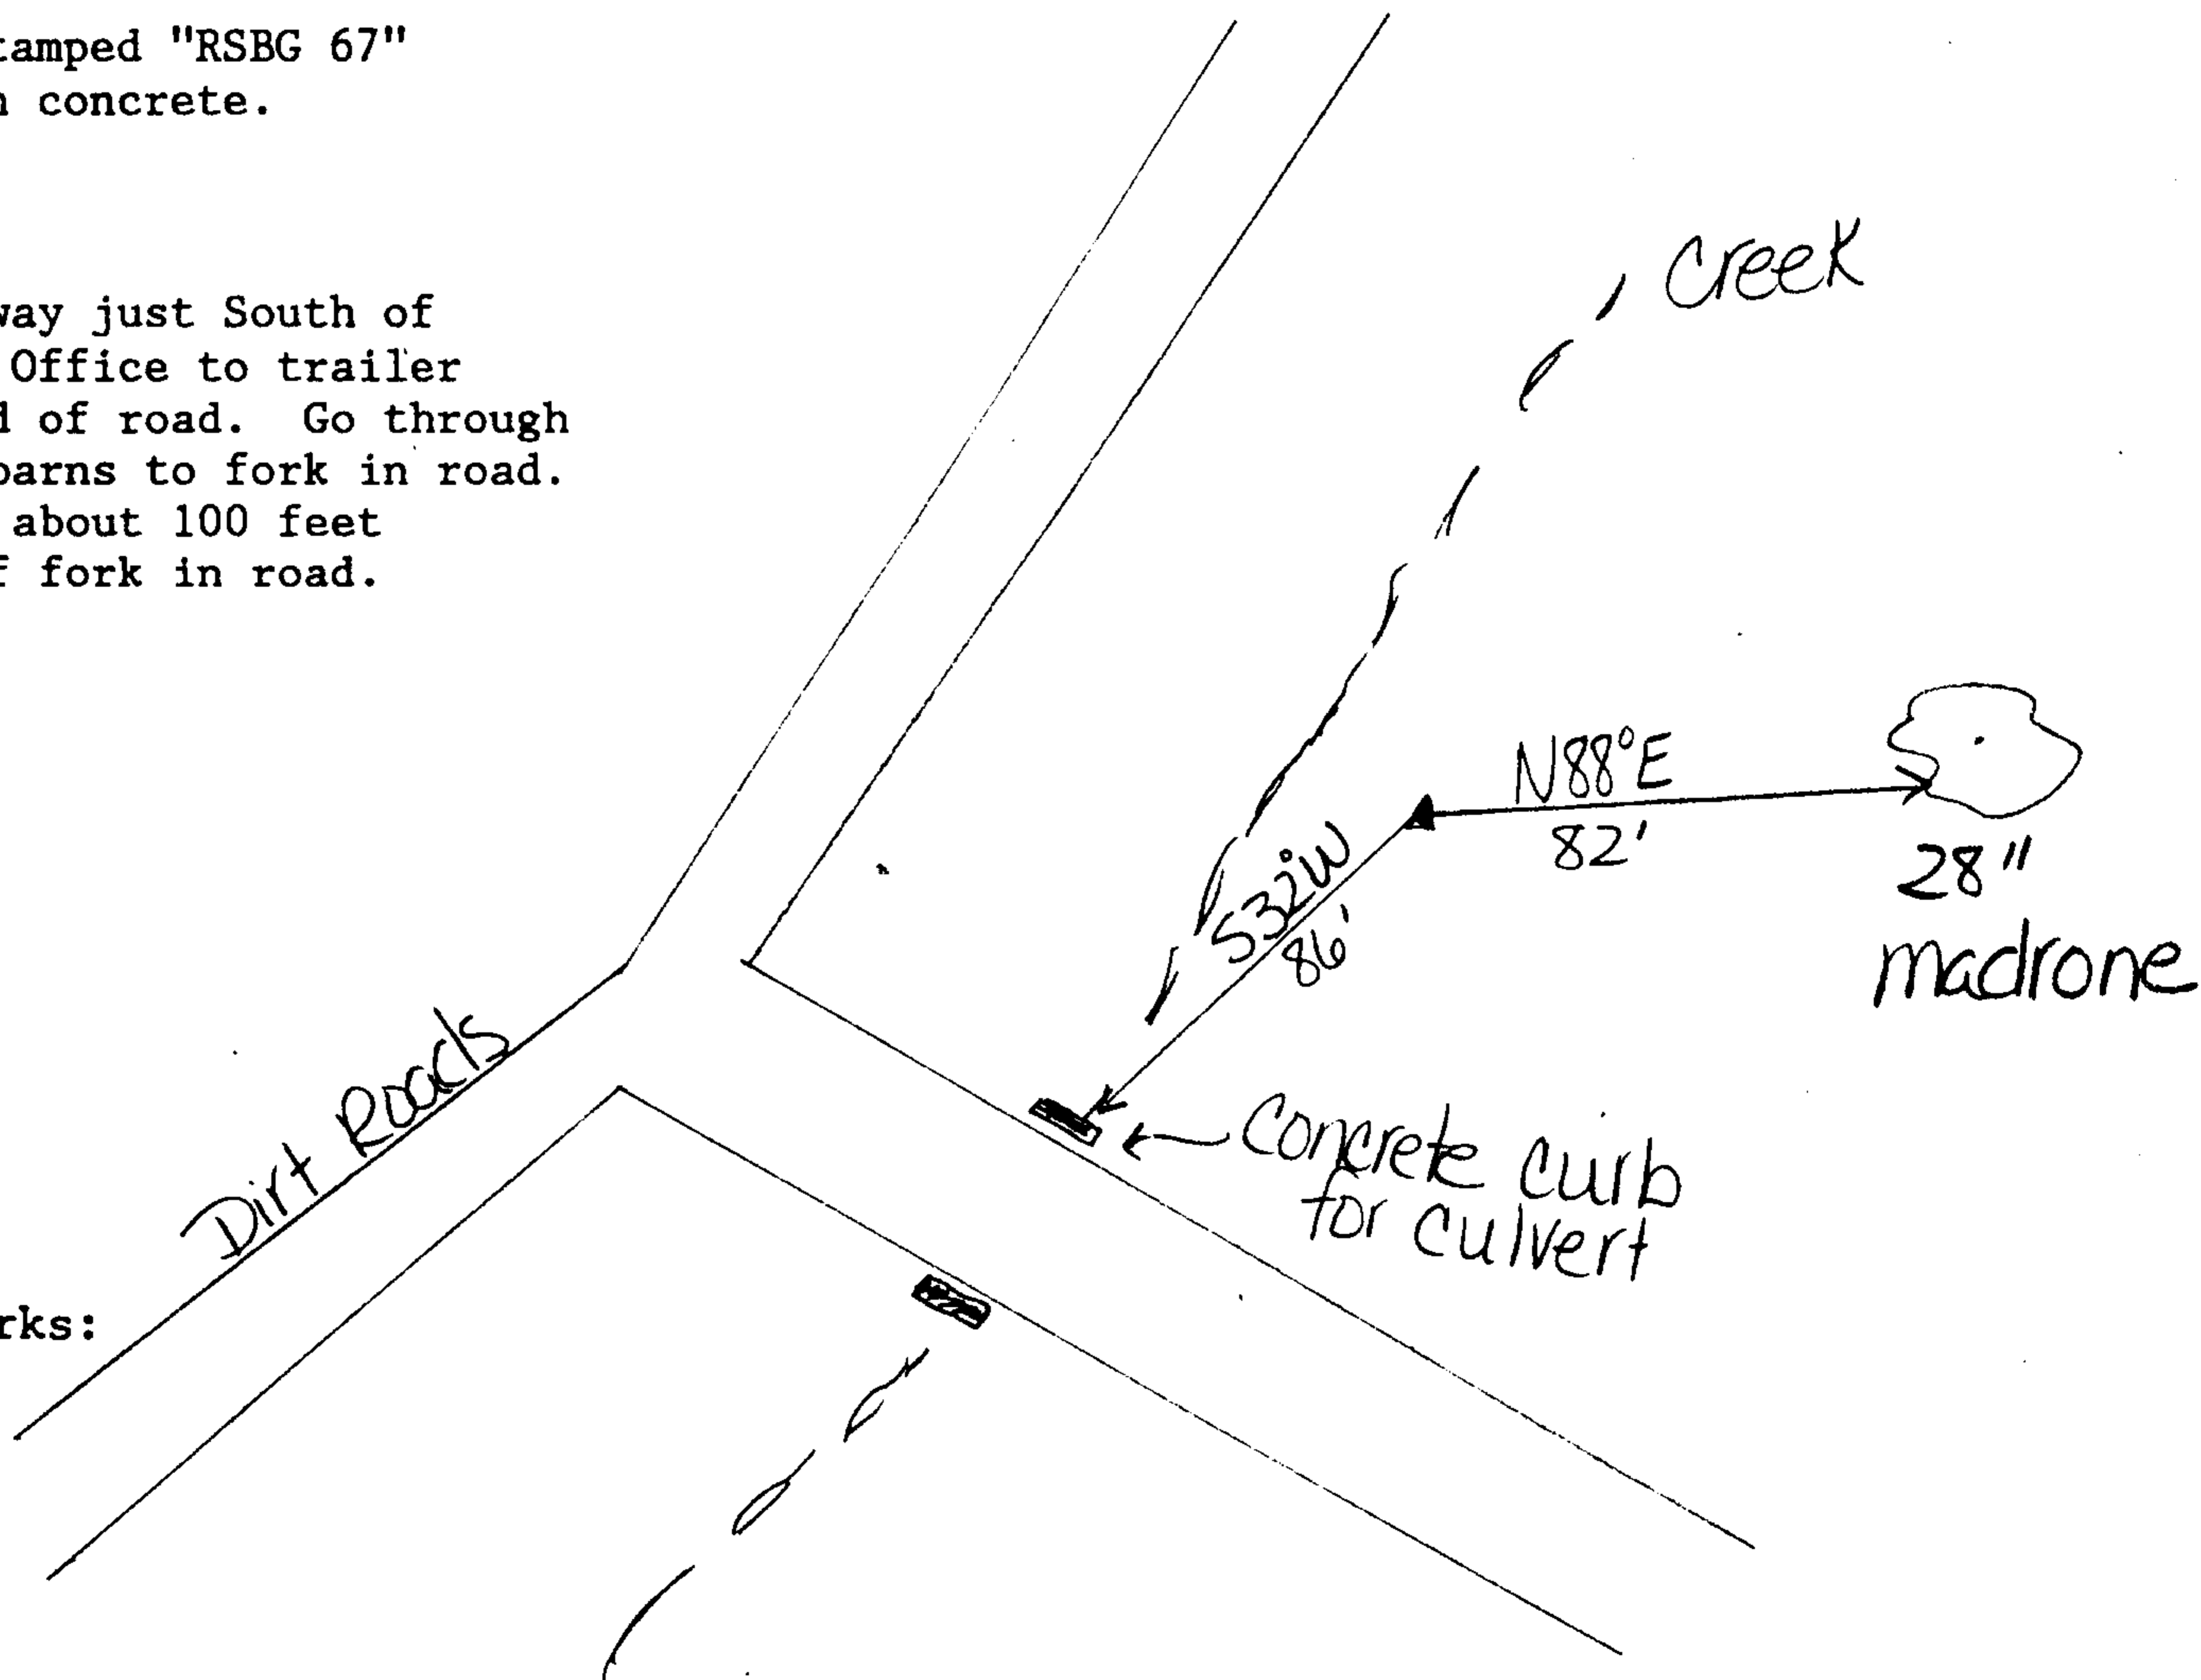 tamped "RSBG 67"
concrete.
way just South of
Office to trailer
of road. Go through
barns to fork in road.
about 100 feet
fork in road.
creek
N88°E
82'
28"
madrone
S32°W
86'
Dirt Roads
Concrete curb
for culvert
rks: